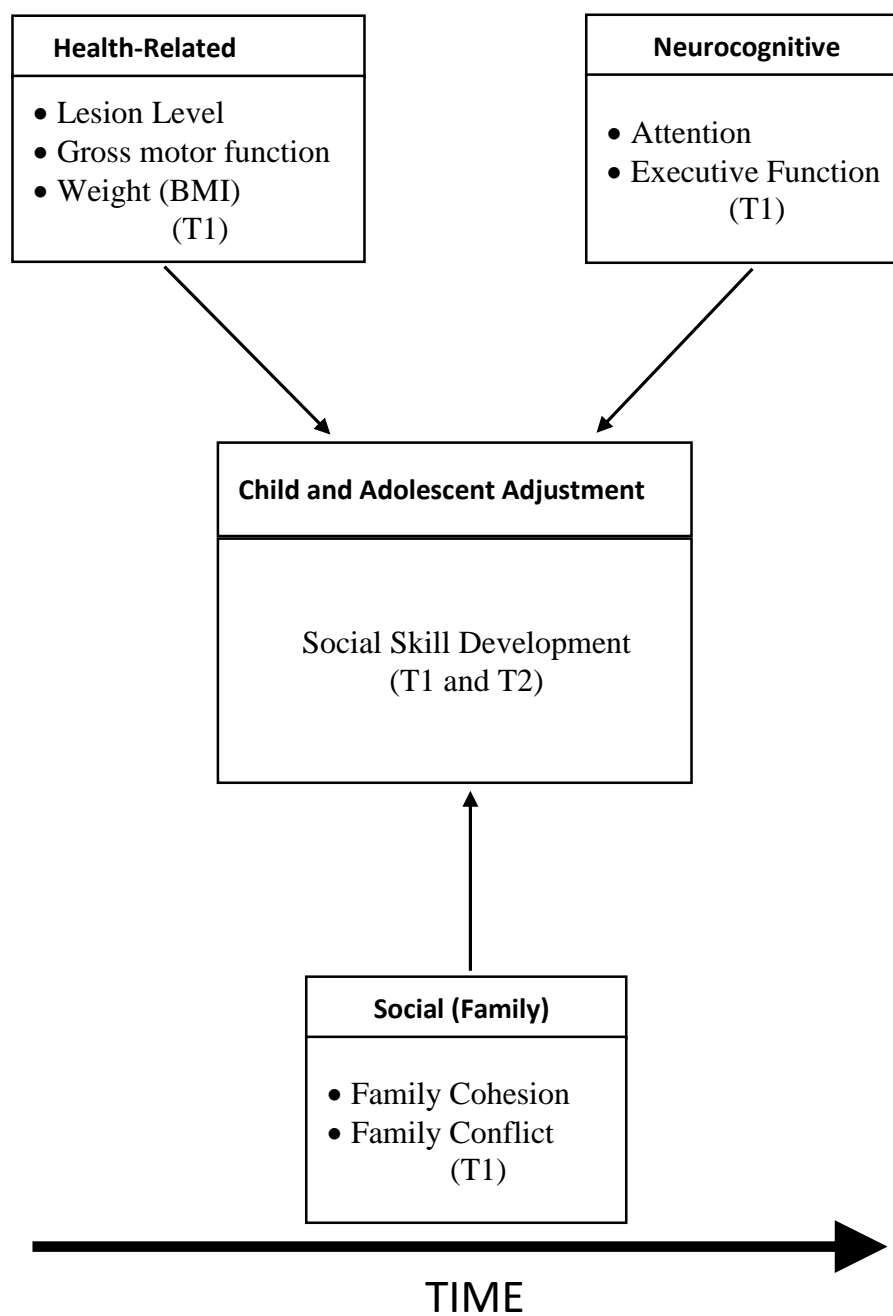 Health-Related
• Lesion Level
• Gross motor function
• Weight (BMI)
(T1)
Neurocognitive
• Attention
• Executive Function
(T1)
Child and Adolescent Adjustment
Social Skill Development
(T1 and T2)
Social (Family)
• Family Cohesion
• Family Conflict
(T1)
TIME